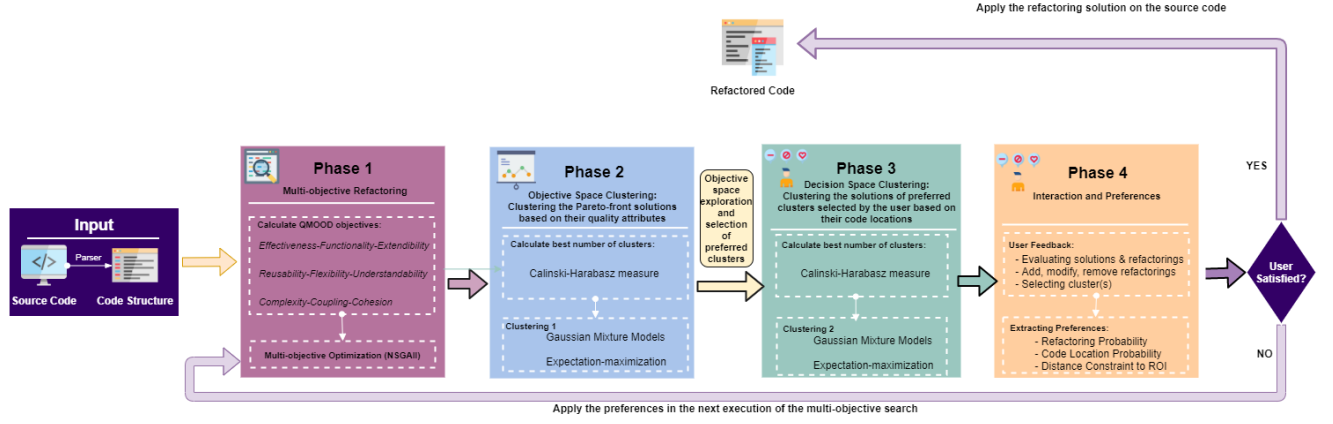 Apply the refactoring solution on the source code
Refactored Code
Input
Parser
Source Code
Code Structure
Phase 1
Multi-objective Refactoring
Calculate QMOOD objectives:
Effectiveness-Functionality-Extendibility
Reusability-Flexibility-Understandability
Complexity-Coupling-Cohesion
Multi-objective Optimization (NSGAII)
Phase 2
Objective Space Clustering:
Clustering the Pareto-front solutions
based on their quality attributes
Calculate best number of clusters:
Calinski-Harabasz measure
Clustering 1
Gaussian Mixture Models
Expectation-maximization
Objective
space
exploration
and
selection
of
preferred
clusters
Phase 3
Decision Space Clustering:
Clustering the solutions of preferred
clusters selected by the user based on
their code locations
Calculate best number of clusters:
Calinski-Harabasz measure
Clustering 2
Gaussian Mixture Models
Expectation-maximization
Phase 4
Interaction and Preferences
User Feedback:
- Evaluating solutions & refactorings
- Add, modify, remove refactorings
- Selecting cluster(s)
Extracting Preferences:
- Refactoring Probability
- Code Location Probability
- Distance Constraint to ROI
YES
User
Satisfied?
NO
Apply the preferences in the next execution of the multi-objective search